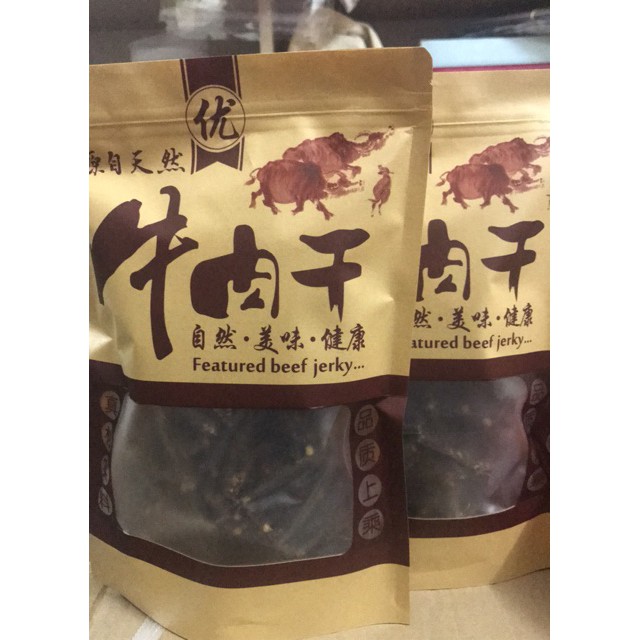 优
源自天然
牛肉干
自然·美味·健康
Featured beef jerky...
品质上乘
肉干
然·美味·健康
atured beef jerky...